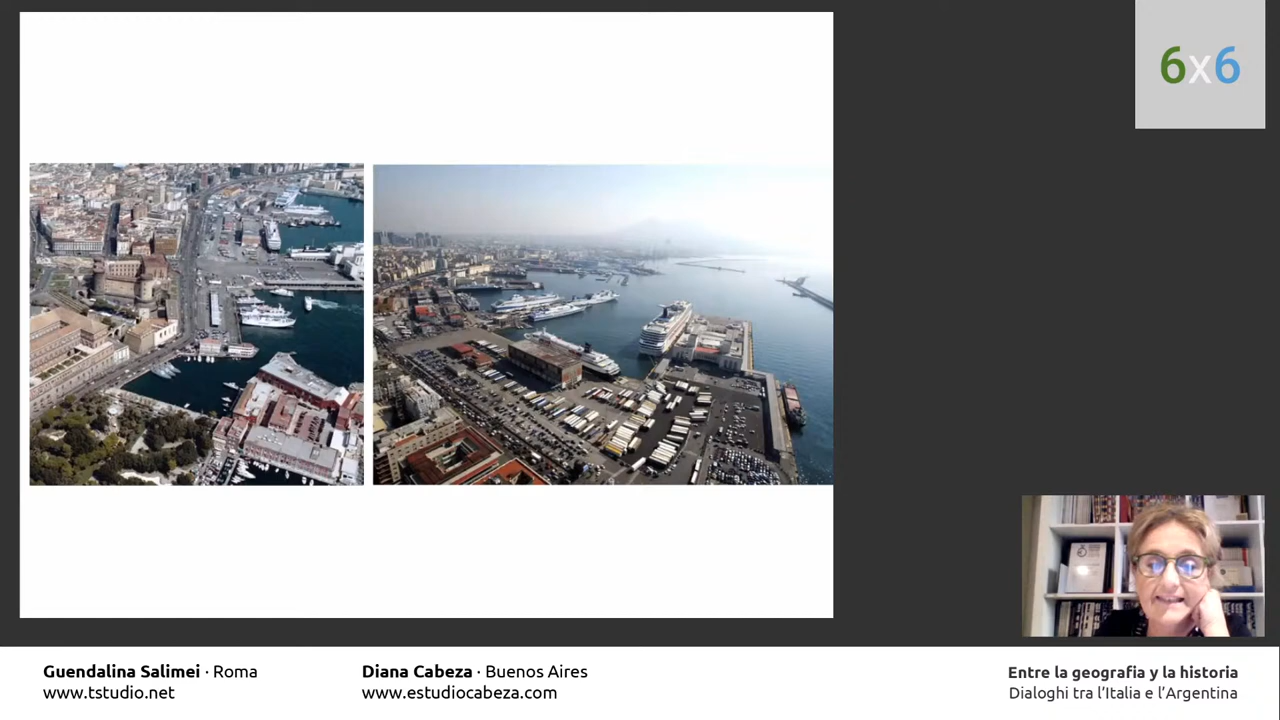 6x6
Guendalina Salimei · Roma
www.tstudio.net
Diana Cabeza · Buenos Aires
www.estudiocabeza.com
Entre la geografia y la historia
Dialoghi tra l'Italia e l'Argentina